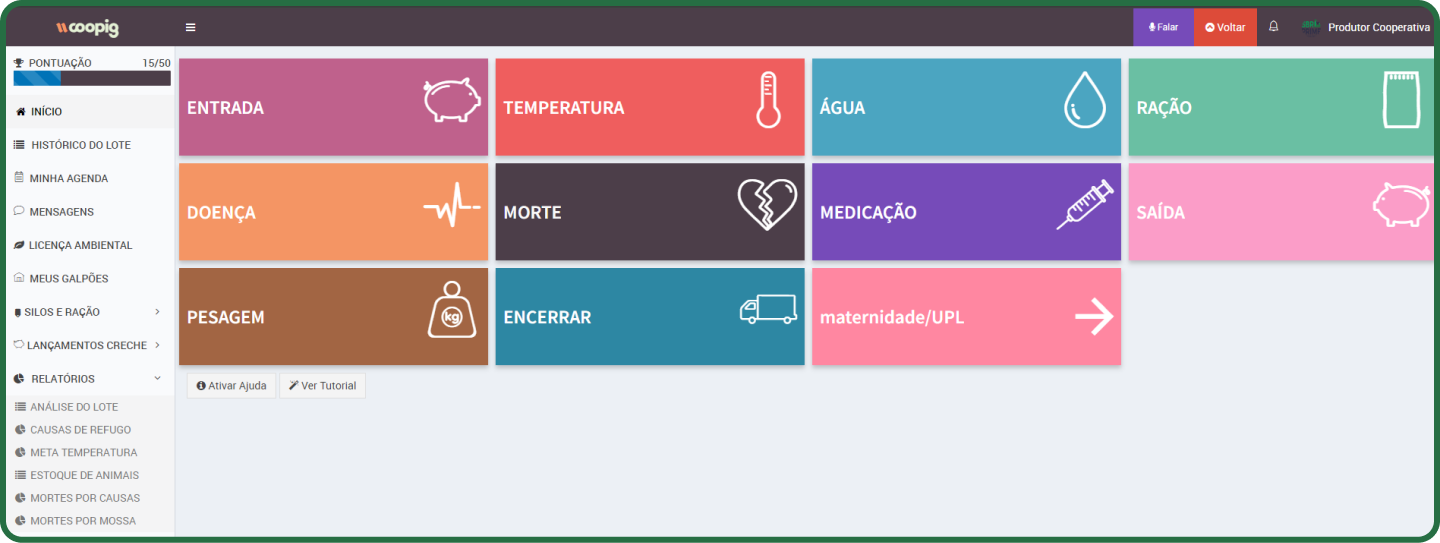 coopig
Falar
Voltar
Produtor Cooperativa
PONTUAÇÃO 15/50
INÍCIO
HISTÓRICO DO LOTE
MINHA AGENDA
MENSAGENS
LICENÇA AMBIENTAL
MEUS GALPÕES
SILOS E RAÇÃO
LANÇAMENTOS CRECHE
RELATÓRIOS
ANÁLISE DO LOTE
CAUSAS DE REFUGO
META TEMPERATURA
ESTOQUE DE ANIMAIS
MORTES POR CAUSAS
MORTES POR MOSSA
ENTRADA
TEMPERATURA
ÁGUA
RAÇÃO
DOENÇA
MORTE
MEDICAÇÃO
SAÍDA
PESAGEM
kg
ENCERRAR
maternidade/UPL
Ativar Ajuda
Ver Tutorial